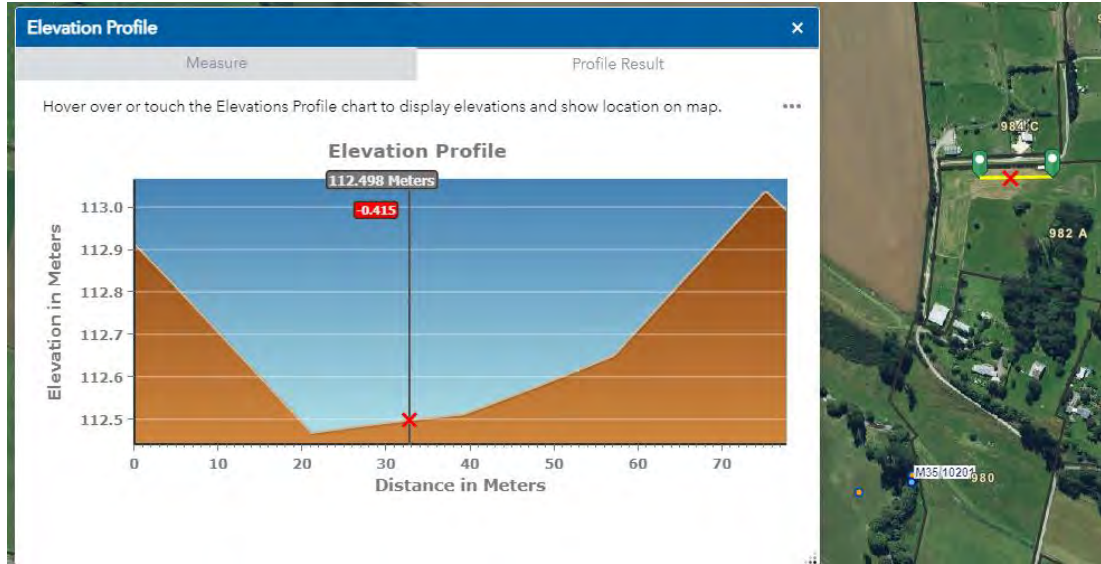 Elevation Profile
×
Measure
Profile Result
Hover over or touch the Elevations Profile chart to display elevations and show location on map.
Elevation Profile
112.498 Meters
-0.415
Elevation in Meters
113.0
112.9
112.8
112.7
112.6
112.5
0 10 20 30 40 50 60 70
Distance in Meters
984 C
982 A
M35/10201
980